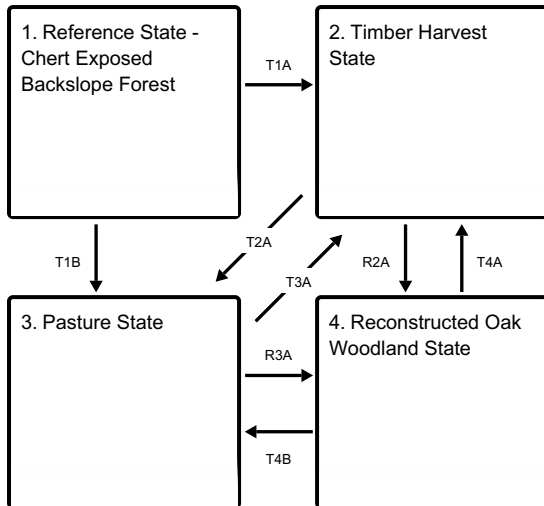 1. Reference State -
Chert Exposed
Backslope Forest
T1A
2. Timber Harvest
State
T1B
T2A
T3A
R2A
T4A
3. Pasture State
R3A
T4B
4. Reconstructed Oak
Woodland State